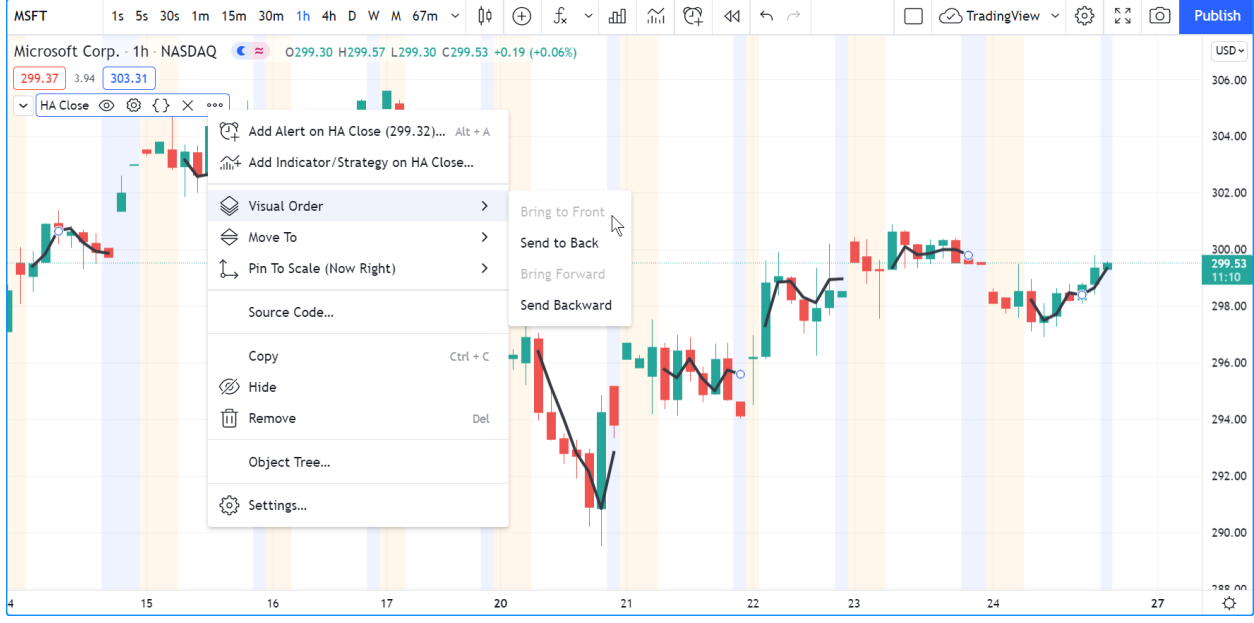 MSFT 1s 5s 30s 1m 15m 30m 1h 4h D W M 67m TradingView Publish
Microsoft Corp. · 1h · NASDAQ O299.30 H299.57 L299.30 C299.53 +0.19 (+0.06%)
USD
299.37 3.94 303.31
HA Close
Add Alert on HA Close (299.32)... Alt + A
Add Indicator/Strategy on HA Close...
Visual Order
Move To
Pin To Scale (Now Right)
Source Code...
Copy Ctrl + C
Hide
Remove Del
Object Tree...
Settings...
Bring to Front
Send to Back
Bring Forward
Send Backward
306.00
304.00
302.00
300.00
299.53
11:10
298.00
296.00
294.00
292.00
290.00
288.00
4 15 16 17 20 21 22 23 24 27